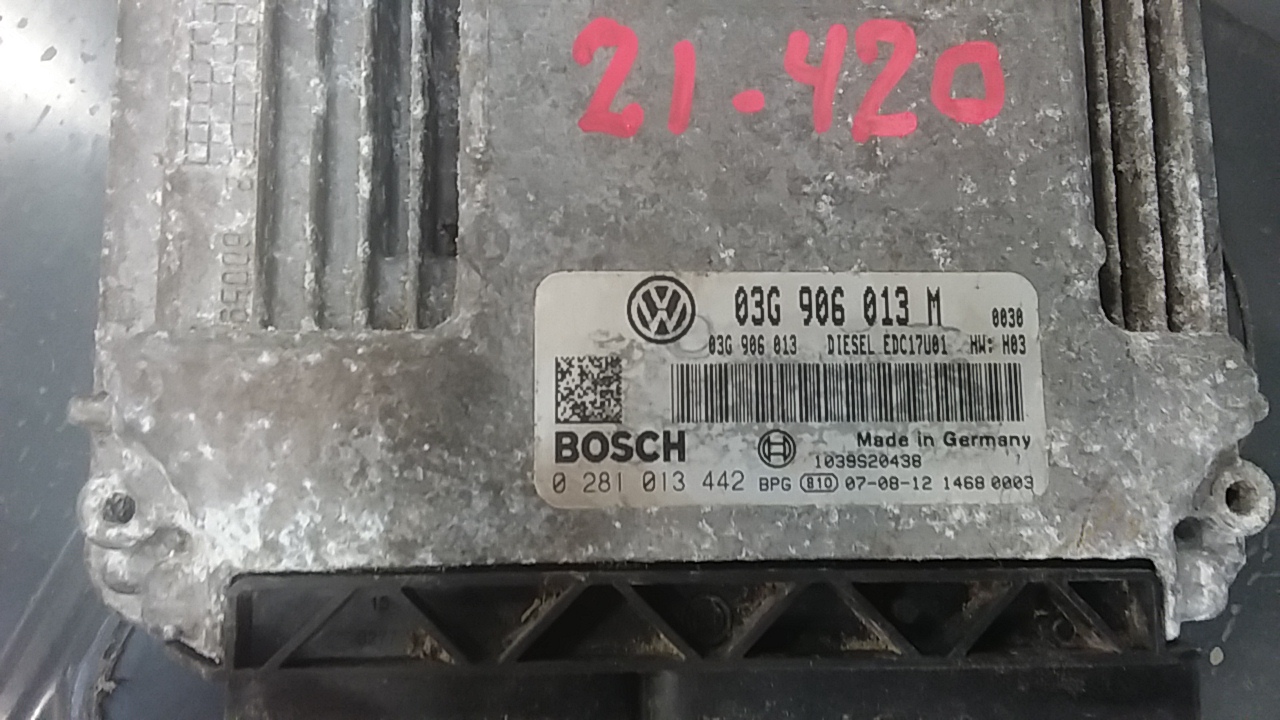 21.420
03G 906 013 M 0030
03G 906 013 DIESEL EDC17U01 HW: H03
BOSCH
Made in Germany
1039S20438
0 281 013 442 BPG 810 07-08-12 1468 0003